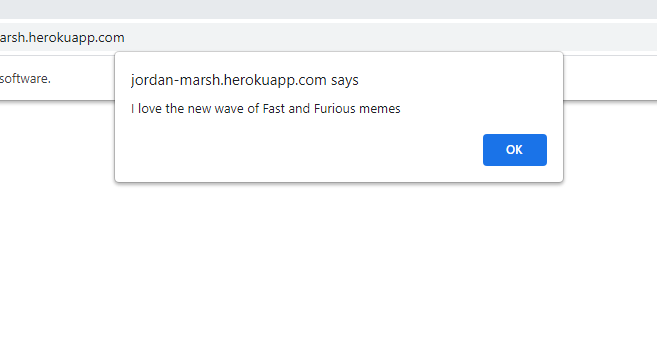 arsh.herokuapp.com
software.
jordan-marsh.herokuapp.com says
I love the new wave of Fast and Furious memes
OK